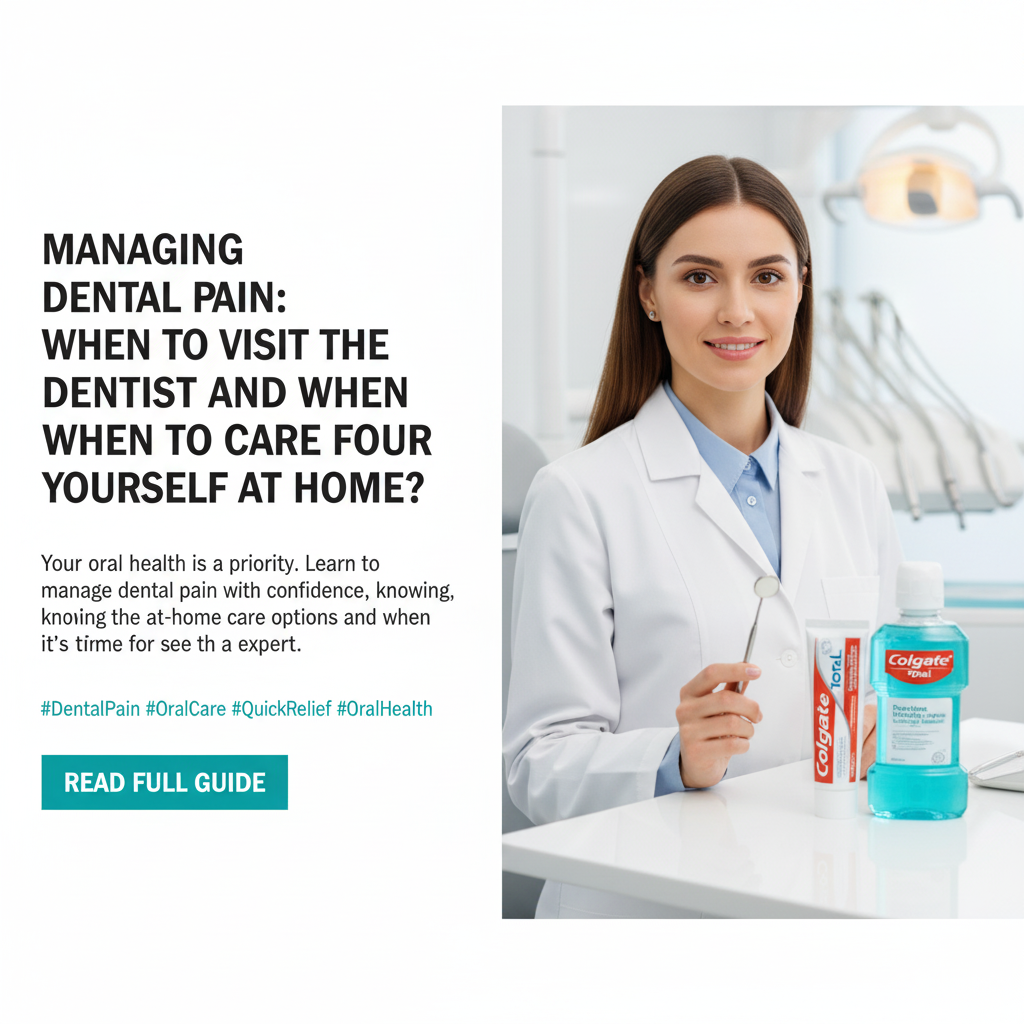 MANAGING
DENTAL PAIN:
WHEN TO VISIT THE
DENTIST AND WHEN
WHEN TO CARE FOUR
YOURSELF AT HOME?
Your oral health is a priority. Learn to
manage dental pain with confidence, knowing,
knoing the at-home care options and when
it's tirme for see th a expert.
#DentalPain #OralCare #QuickRelief #OralHealth
READ FULL GUIDE
Colgate
TOTAL
Colgate